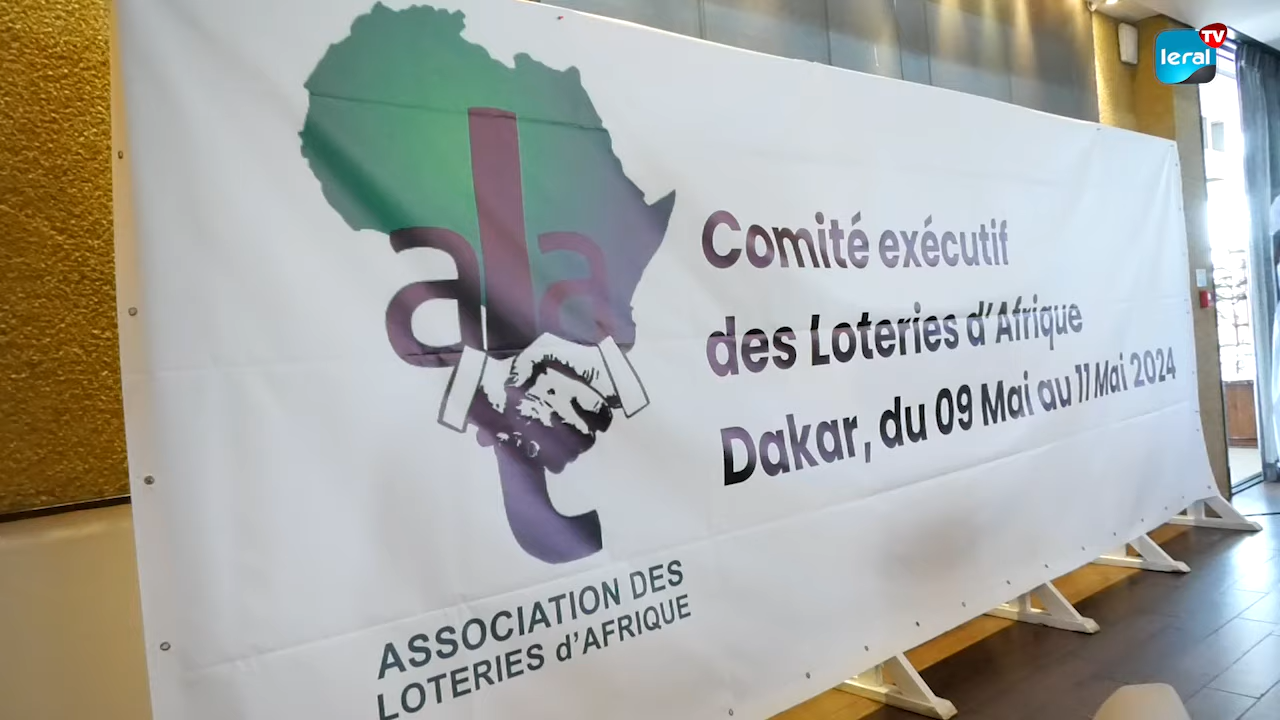 leral TV
ala
Comité exécutif
des Loteries d'Afrique
Dakar, du 09 Mai au 11 Mai 2024
ASSOCIATION DES
LOTERIES d'AFRIQUE